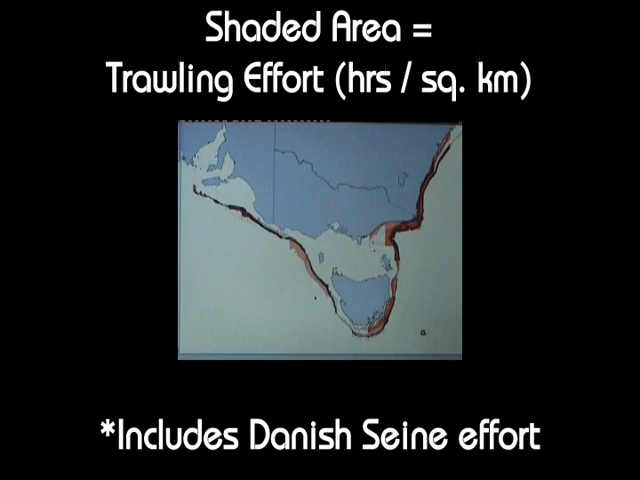 Shaded Area =
Trawling Effort (hrs / sq. km)
*Includes Danish Seine effort